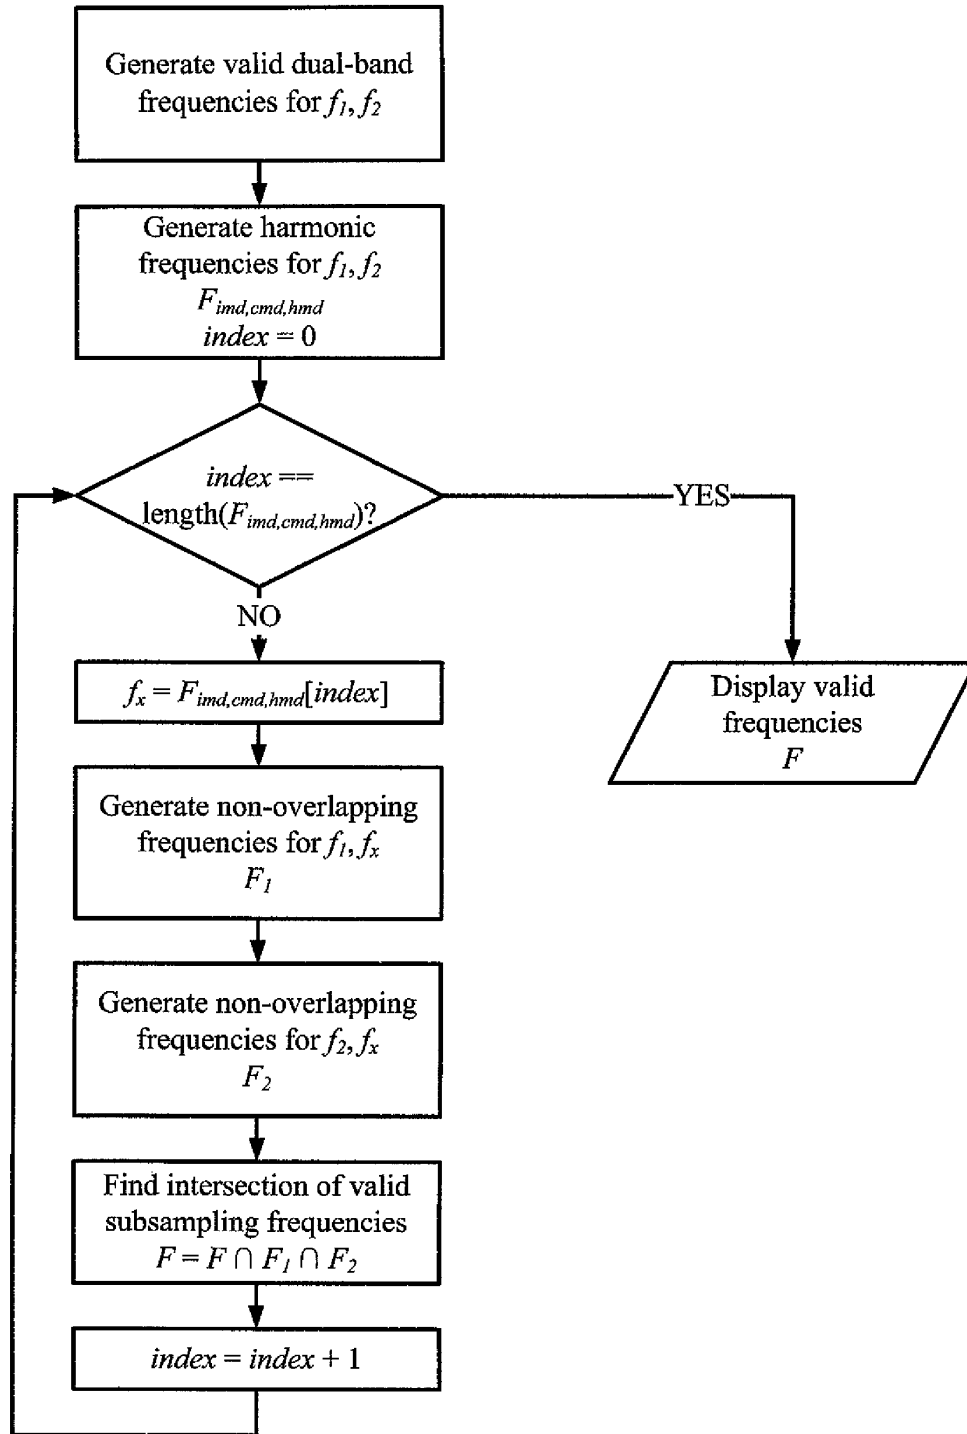 Generate valid dual-band
frequencies for f1, f2
Generate harmonic
frequencies for f1, f2
Fimd,cmd,hmd
index = 0
index ==
length(Fimd,cmd,hmd)?
YES
NO
fx = Fimd,cmd,hmd[index]
Display valid
frequencies
F
Generate non-overlapping
frequencies for f1, fx
F1
Generate non-overlapping
frequencies for f2, fx
F2
Find intersection of valid
subsampling frequencies
F = F ∩ F1 ∩ F2
index = index + 1